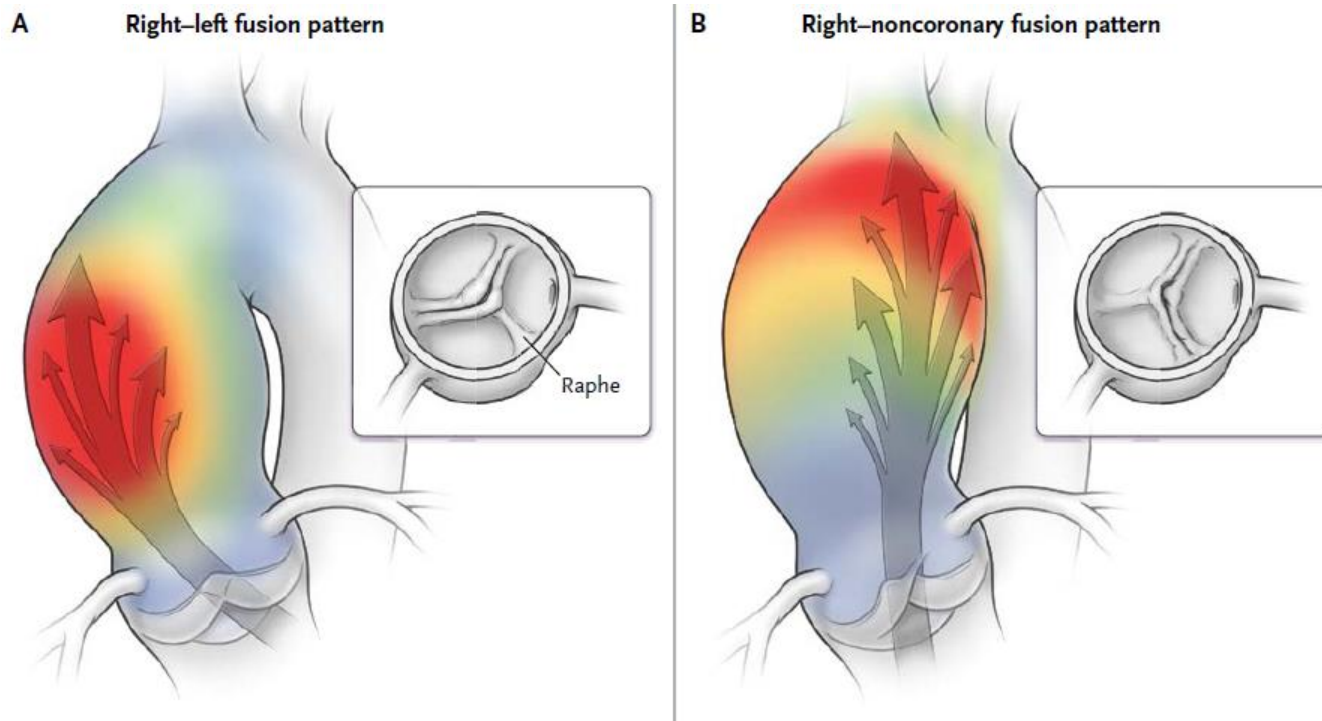 A
Right–left fusion pattern
Raphe
B
Right–noncoronary fusion pattern